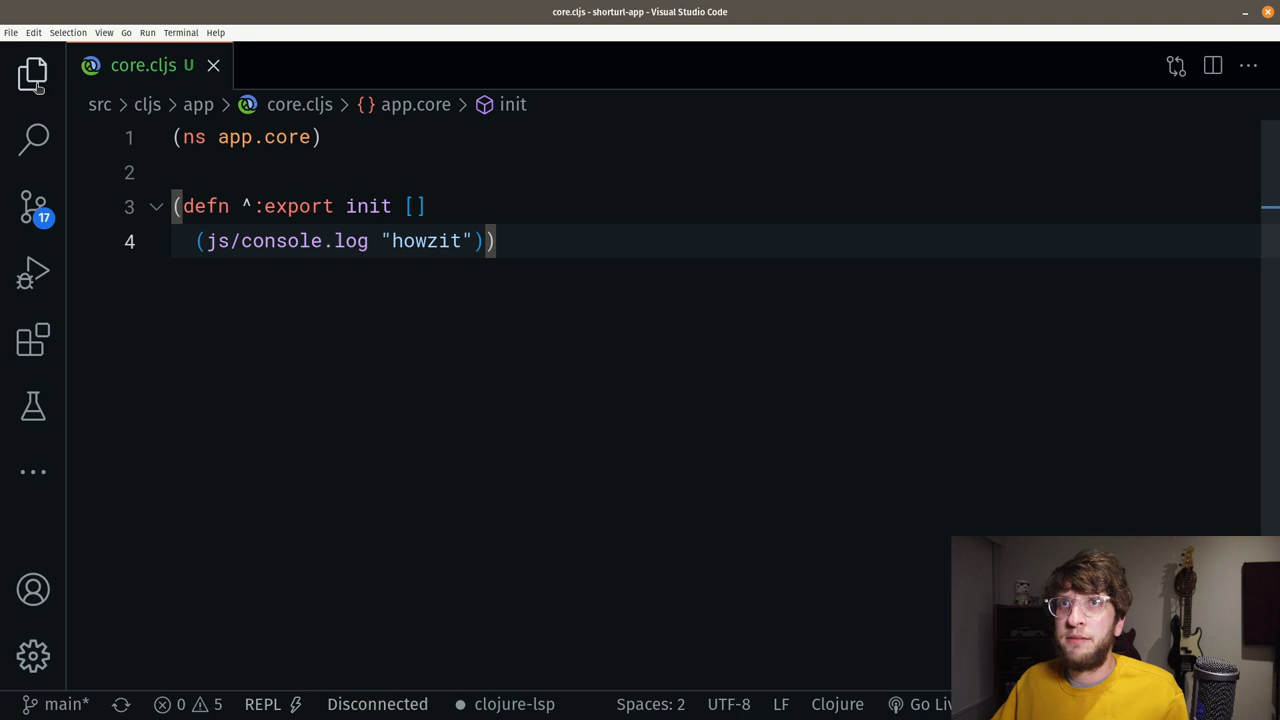 core.cljs - shorturl-app - Visual Studio Code
File Edit Selection View Go Run Terminal Help
core.cljs U
src > cljs > app > core.cljs > {} app.core > init
1 (ns app.core)
2
3 (defn ^:export init []
4 (js/console.log "howzit"))
17
main* 0 5 REPL Disconnected clojure-lsp Spaces: 2 UTF-8 LF Clojure Go